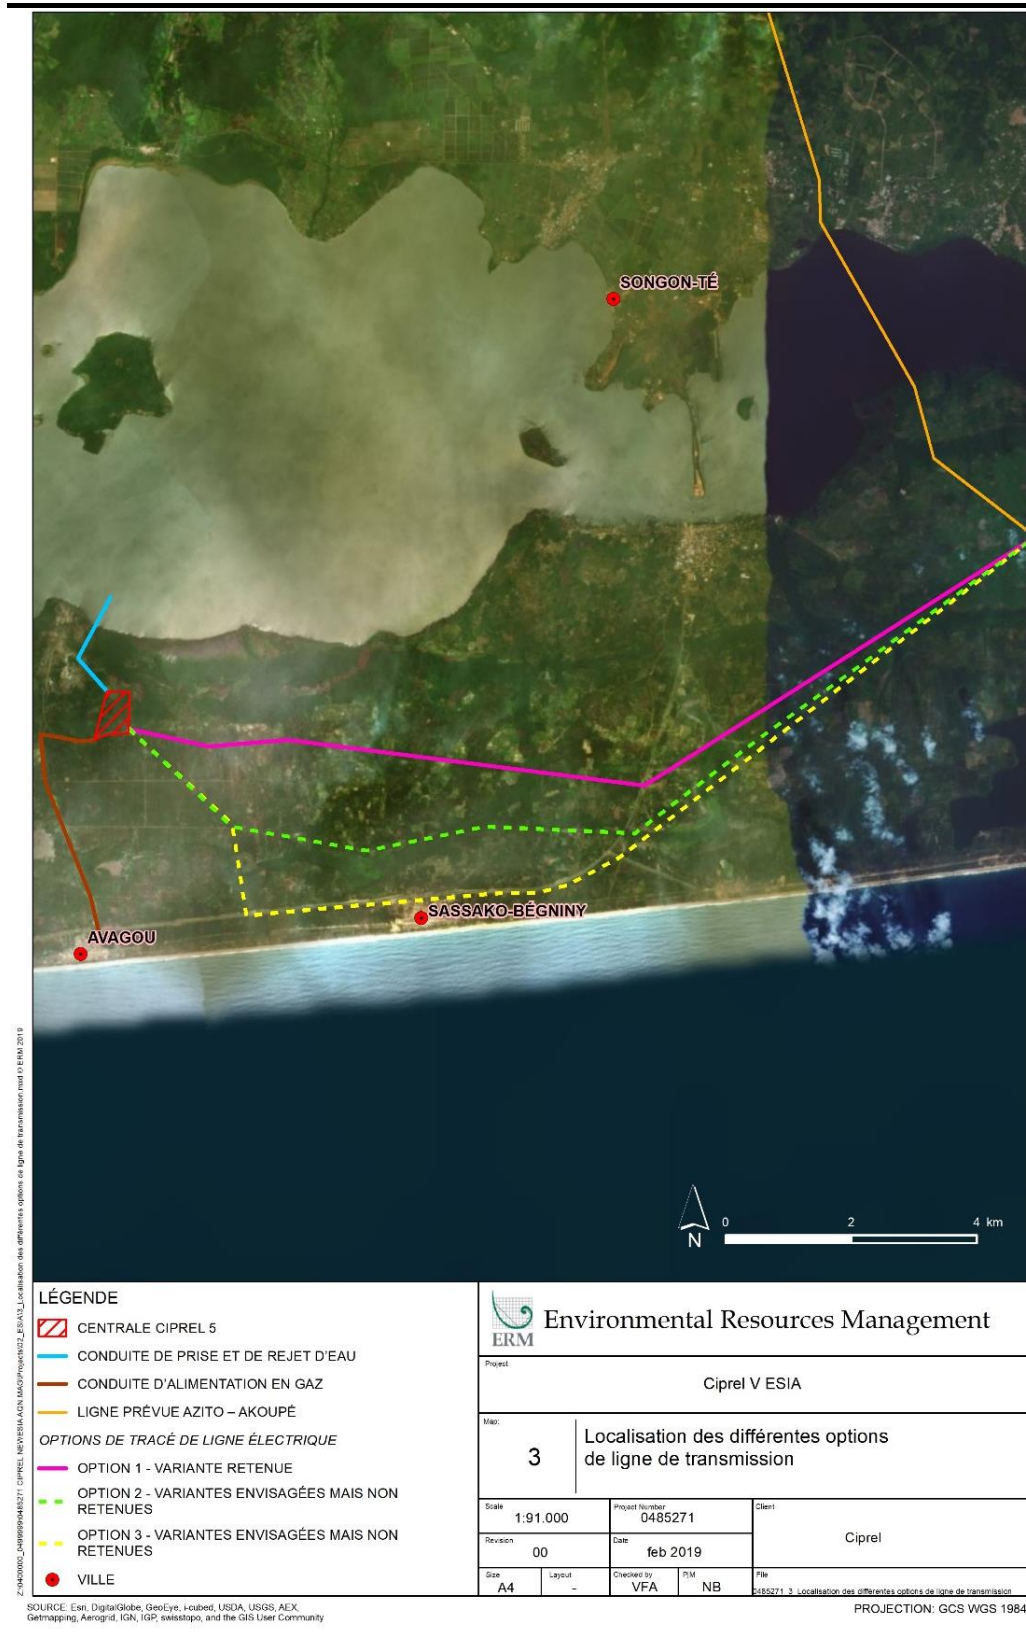 SONGON-TÉ
SASSAKO-BÉGNINY
AVAGOU
0 2 4 km
N
LÉGENDE
CENTRALE CIPREL 5
CONDUITE DE PRISE ET DE REJET D'EAU
CONDUITE D'ALIMENTATION EN GAZ
LIGNE PRÉVUE AZITO – AKOUPÉ
OPTIONS DE TRACÉ DE LIGNE ÉLECTRIQUE
OPTION 1 - VARIANTE RETENUE
OPTION 2 - VARIANTES ENVISAGÉES MAIS NON
RETENUES
OPTION 3 - VARIANTES ENVISAGÉES MAIS NON
RETENUES
VILLE
ERM
Environmental Resources Management
Project
Ciprel V ESIA
Map:
3
Localisation des différentes options
de ligne de transmission
Scale
1:91.000
Project Number
0485271
Client
Ciprel
Revision
00
Date
feb 2019
Size
A4
Layout
-
Checked by
VFA
PjM
NB
File
0485271_3_Localisation des différentes options de ligne de transmission
SOURCE: Esri, DigitalGlobe, GeoEye, i-cubed, USDA, USGS, AEX,
Getmapping, Aerogrid, IGN, IGP, swisstopo, and the GIS User Community
PROJECTION: GCS WGS 1984